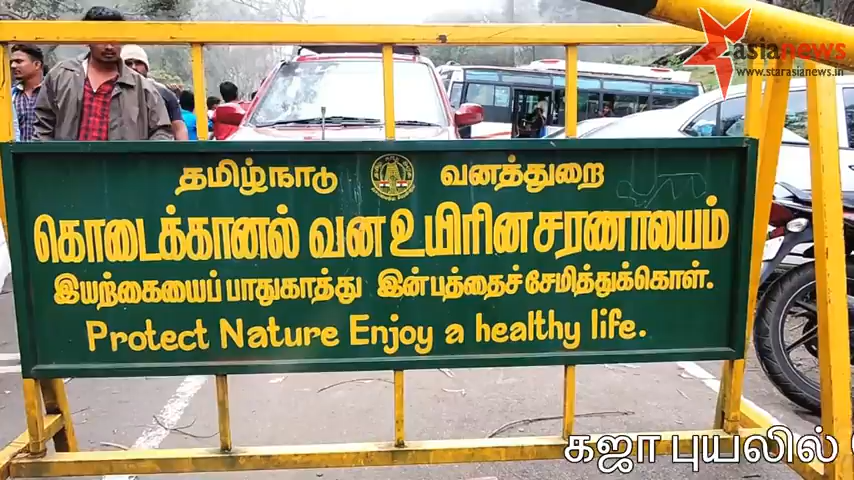 asianews
www.starasianews.in
தமிழ்நாடு வனத்துறை
கொடைக்கானல் வன உயிரின சரணாலயம்
இயற்கையைப் பாதுகாத்து இன்பத்தைச் சேமித்துக்கொள்.
Protect Nature Enjoy a healthy life.
கஜா புயலில்